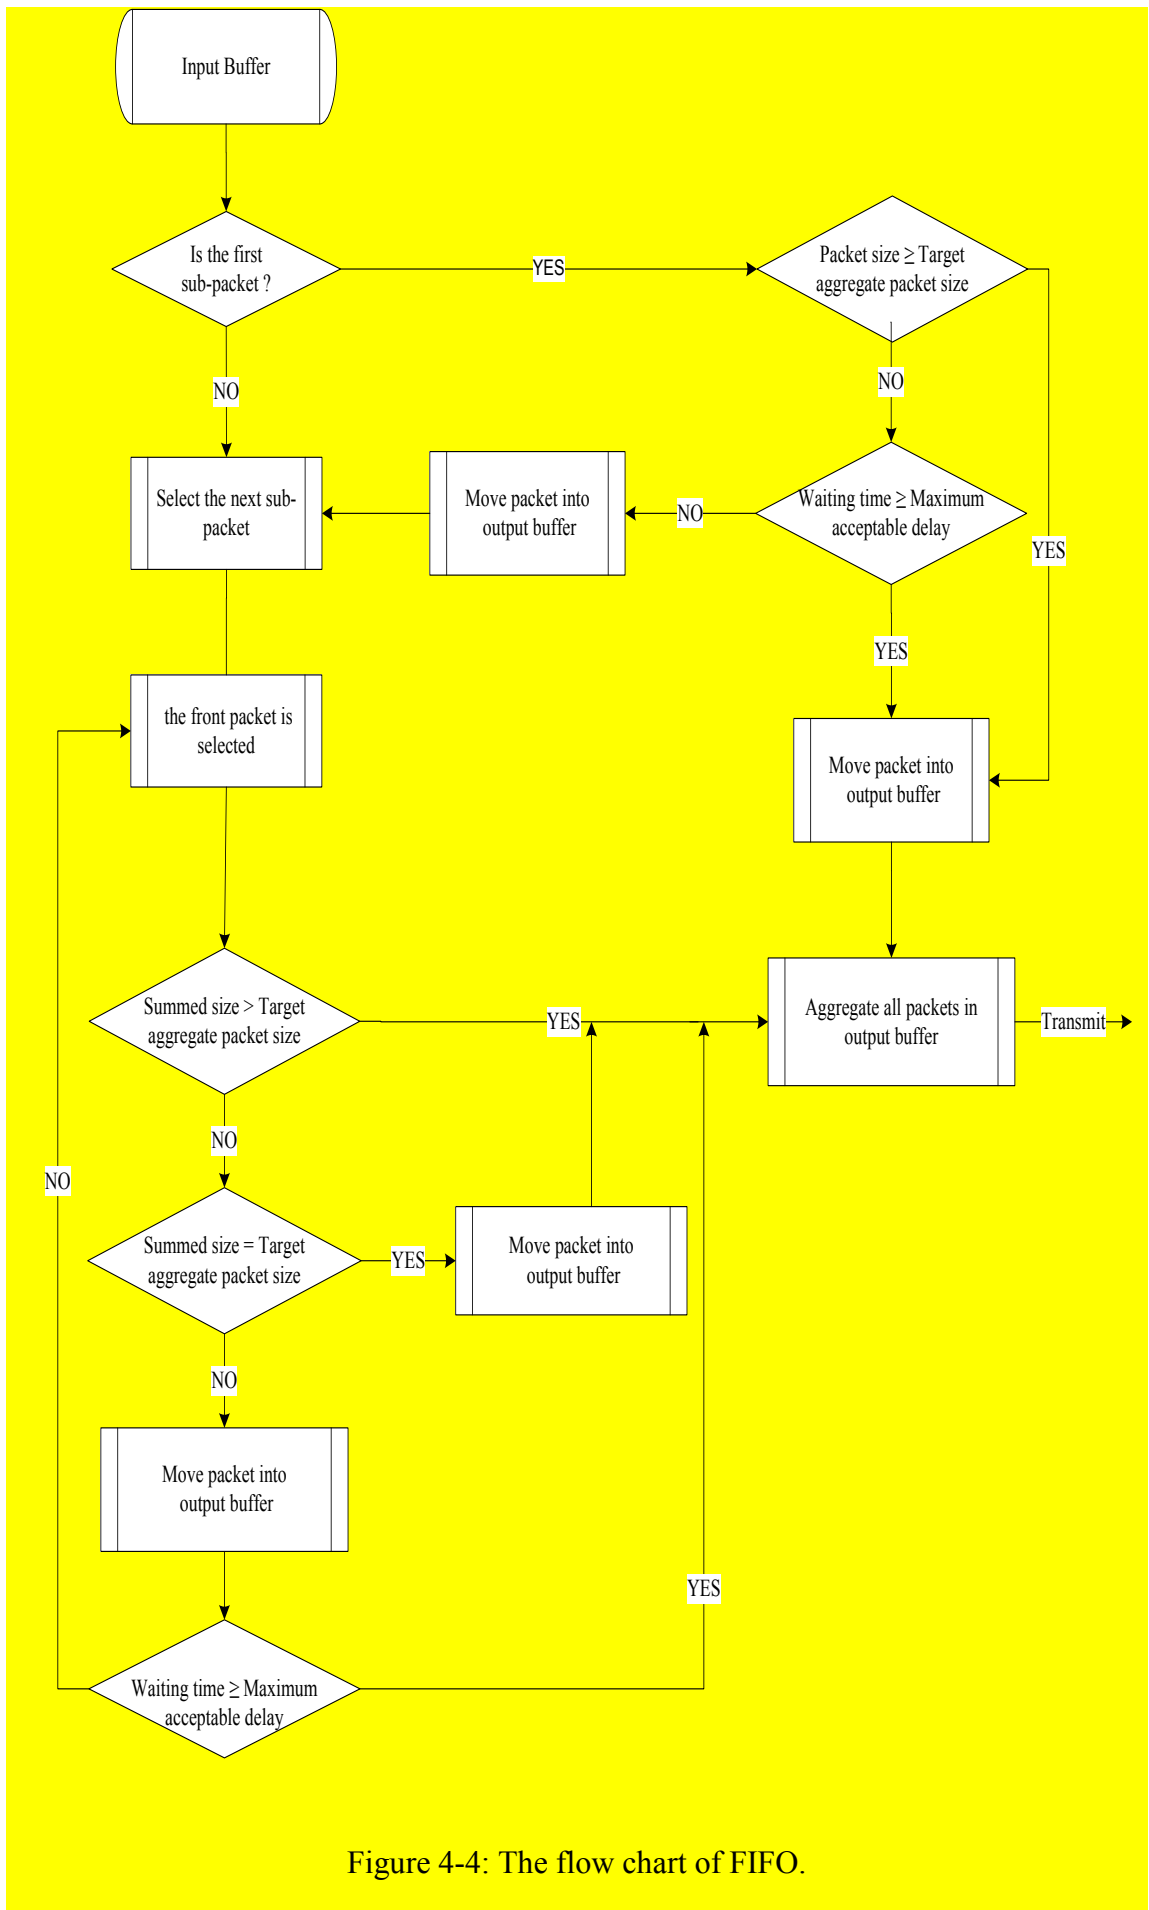 Input Buffer
Is the first
sub-packet ?
YES
Packet size ≥ Target
aggregate packet size
NO
NO
YES
Select the next sub-
packet
Move packet into
output buffer
NO
Waiting time ≥ Maximum
acceptable delay
YES
the front packet is
selected
Move packet into
output buffer
Summed size > Target
aggregate packet size
YES
Aggregate all packets in
output buffer
Transmit
NO
NO
Summed size = Target
aggregate packet size
YES
Move packet into
output buffer
NO
Move packet into
output buffer
YES
Waiting time ≥ Maximum
acceptable delay
Figure 4-4: The flow chart of FIFO.